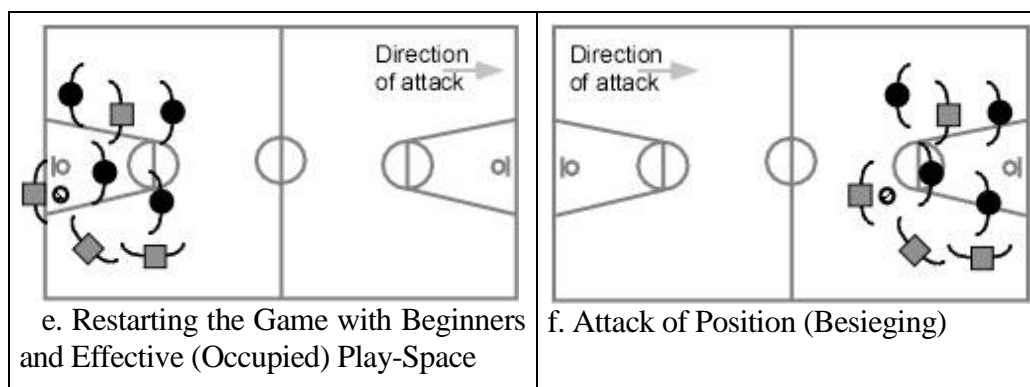 Direction
of attack
Direction
of attack
e. Restarting the Game with Beginners
and Effective (Occupied) Play-Space
f. Attack of Position (Besieging)